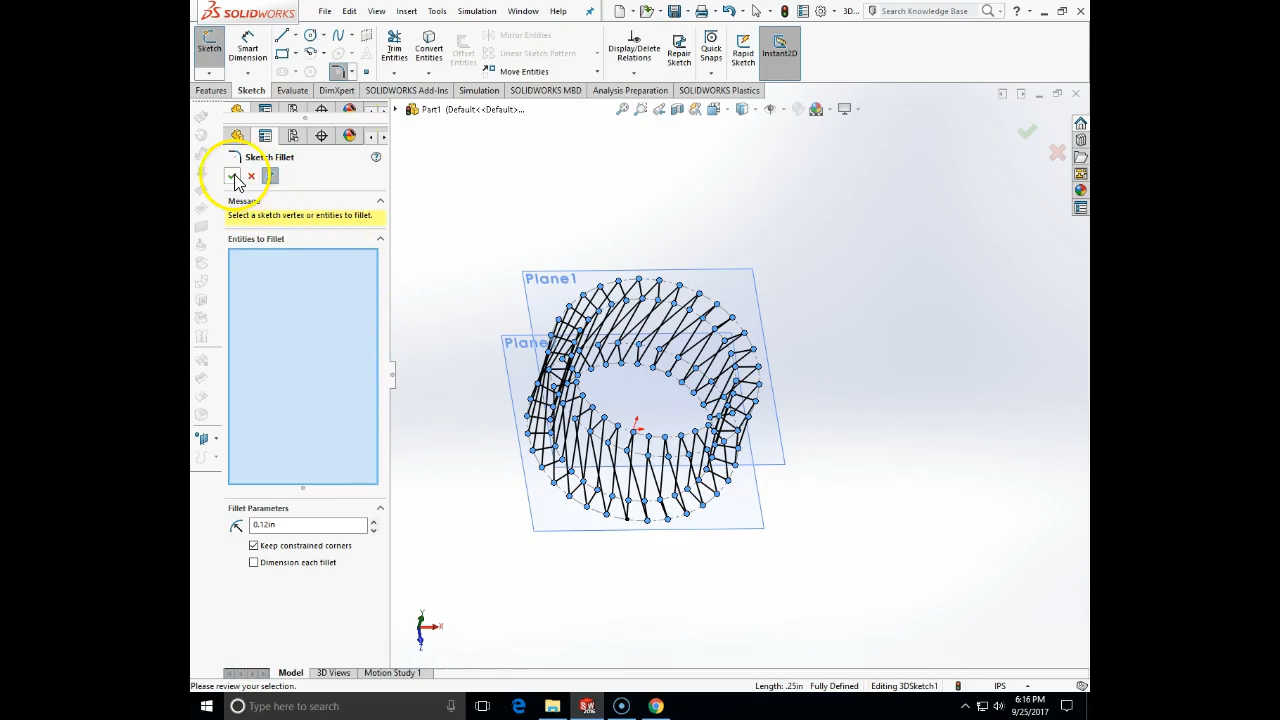 SOLIDWORKS
File Edit View Insert Tools Simulation Window Help
3D...
Search Knowledge Base
?
Sketch
Smart Dimension
Trim Entities
Convert Entities
Offset Entities
Mirror Entities
Linear Sketch Pattern
Move Entities
Display/Delete Relations
Repair Sketch
Quick Snaps
Rapid Sketch
Instant2D
Features Sketch Evaluate DimXpert SOLIDWORKS Add-Ins Simulation SOLIDWORKS MBD Analysis Preparation SOLIDWORKS Plastics
Part1 (Default<<Default>...
Sketch Fillet
Message
Select a sketch vertex or entities to fillet.
Entities to Fillet
Plane1
Plane
Fillet Parameters
0.12in
Keep constrained corners
Dimension each fillet
Y
X
Z
Model 3D Views Motion Study 1
Please review your selection.
Length: .25in Fully Defined Editing 3DSketch1 IPS
Type here to search
6:16 PM
9/25/2017